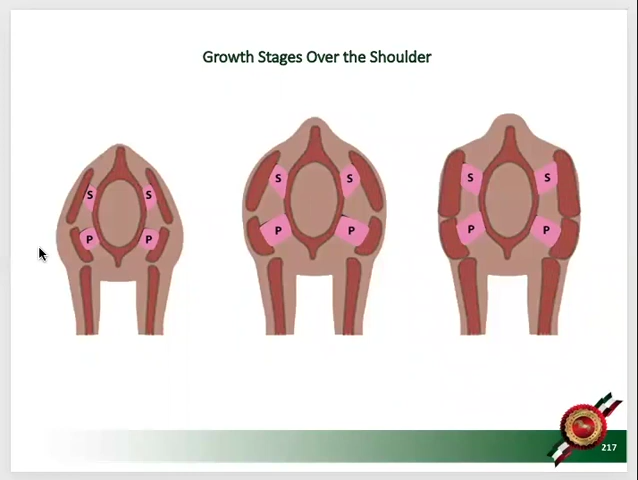 Growth Stages Over the Shoulder
S S S S S S
P P P P P P
217